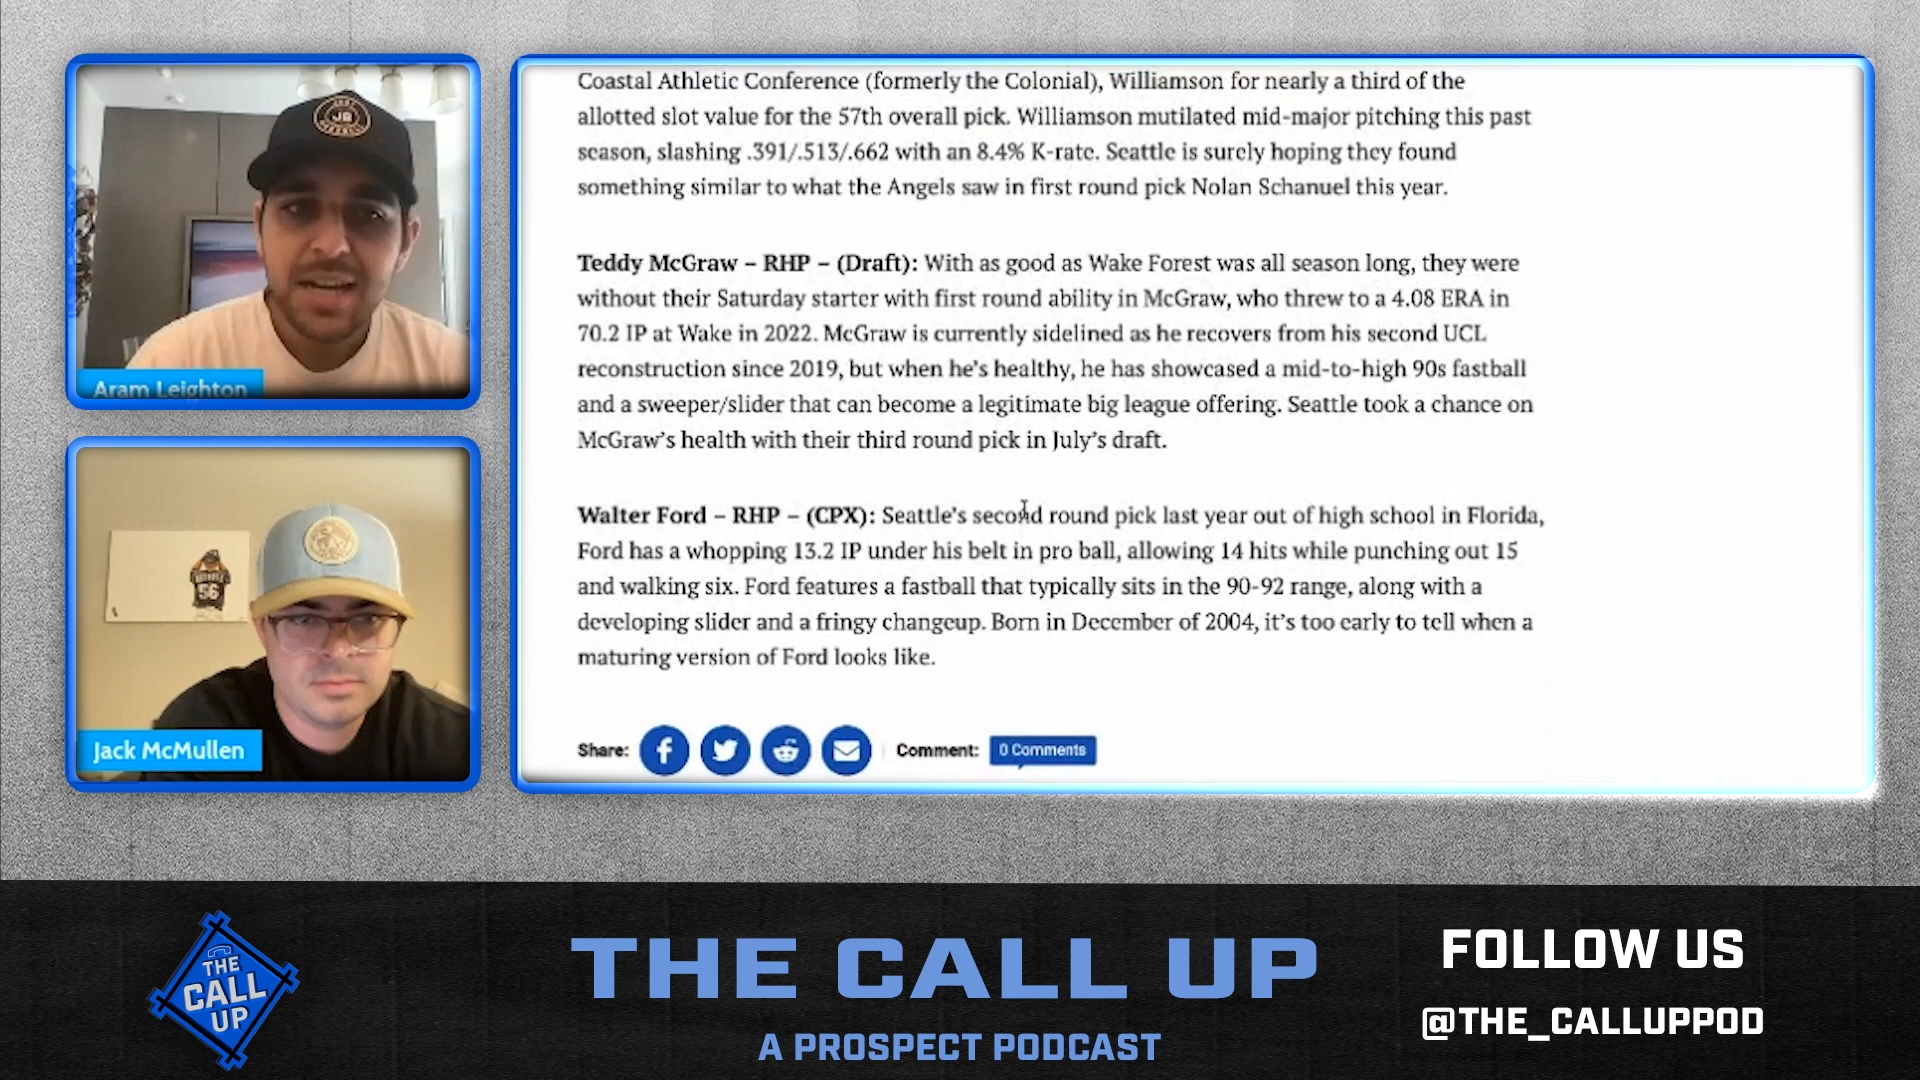 Coastal Athletic Conference (formerly the Colonial), Williamson for nearly a third of the
allotted slot value for the 57th overall pick. Williamson mutilated mid-major pitching this past
season, slashing .391/.513/.662 with an 8.4% K-rate. Seattle is surely hoping they found
something similar to what the Angels saw in first round pick Nolan Schanuel this year.
Teddy McGraw – RHP – (Draft): With as good as Wake Forest was all season long, they were
without their Saturday starter with first round ability in McGraw, who threw to a 4.08 ERA in
70.2 IP at Wake in 2022. McGraw is currently sidelined as he recovers from his second UCL
reconstruction since 2019, but when he's healthy, he has showcased a mid-to-high 90s fastball
and a sweeper/slider that can become a legitimate big league offering. Seattle took a chance on
McGraw's health with their third round pick in July's draft.
Walter Ford – RHP – (CPX): Seattle's second round pick last year out of high school in Florida,
Ford has a whopping 13.2 IP under his belt in pro ball, allowing 14 hits while punching out 15
and walking six. Ford features a fastball that typically sits in the 90-92 range, along with a
developing slider and a fringy changeup. Born in December of 2004, it's too early to tell when a
maturing version of Ford looks like.
Share:
Comment:
0 Comments
JB
Aram Leighton
56
Jack McMullen
THE
CALL
UP
THE CALL UP
A PROSPECT PODCAST
FOLLOW US
@THE_CALLUPPOD